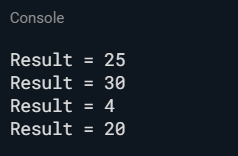 Console
Result = 25
Result = 30
Result = 4
Result = 20